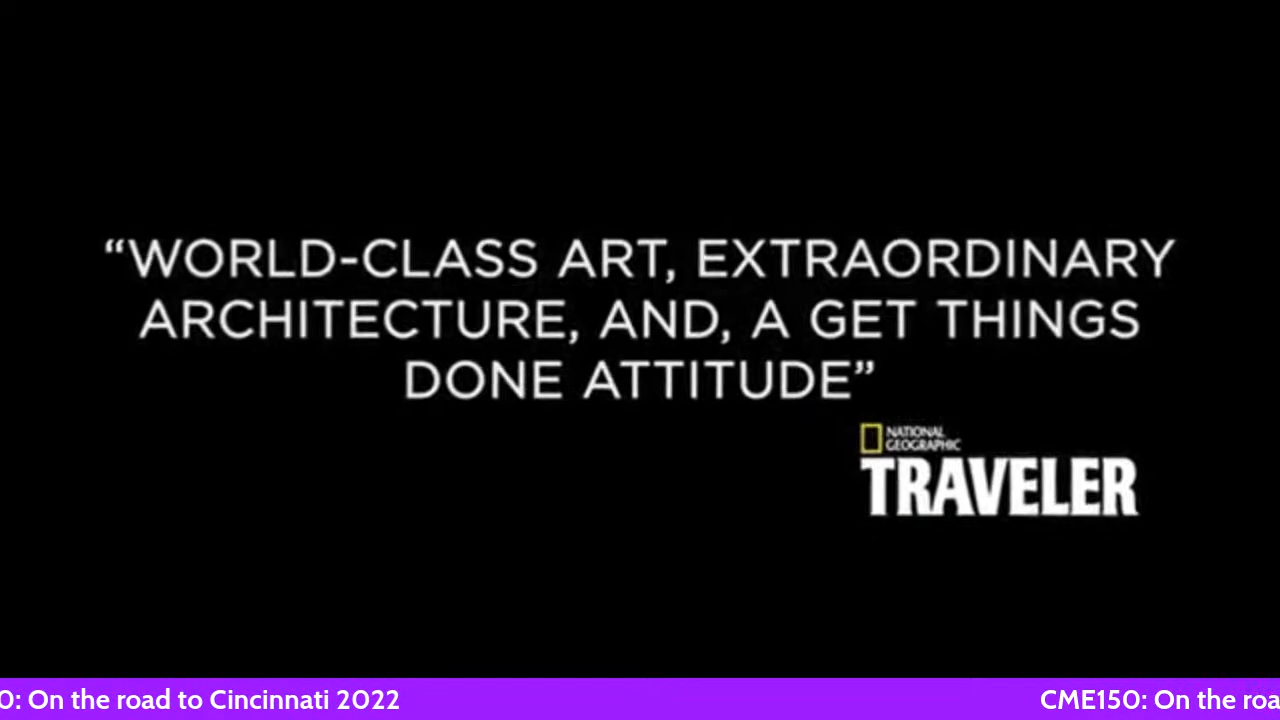 “WORLD-CLASS ART, EXTRAORDINARY
ARCHITECTURE, AND, A GET THINGS
DONE ATTITUDE”
NATIONAL
GEOGRAPHIC
TRAVELER
0: On the road to Cincinnati 2022
CME150: On the roa